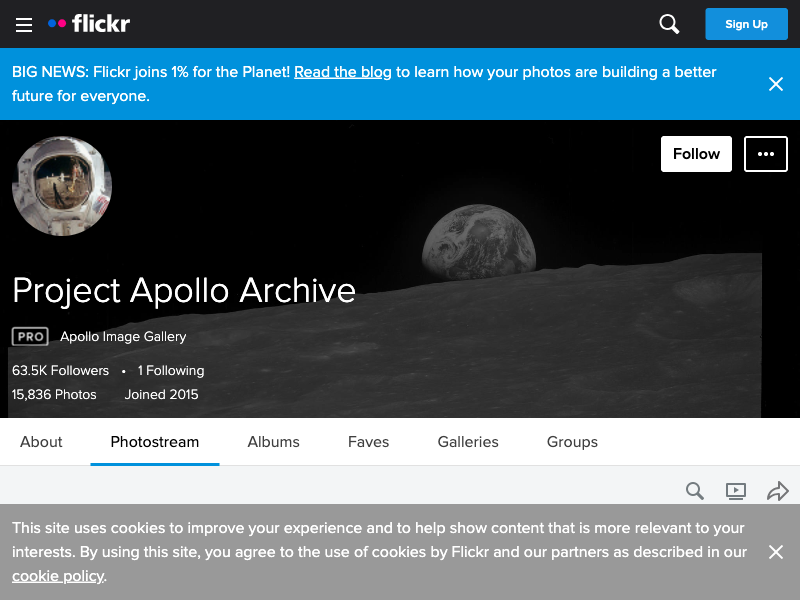 flickr
Sign Up
BIG NEWS: Flickr joins 1% for the Planet! Read the blog to learn how your photos are building a better
future for everyone.
Follow
Project Apollo Archive
PRO Apollo Image Gallery
63.5K Followers • 1 Following
15,836 Photos Joined 2015
About Photostream Albums Faves Galleries Groups
This site uses cookies to improve your experience and to help show content that is more relevant to your
interests. By using this site, you agree to the use of cookies by Flickr and our partners as described in our
cookie policy.